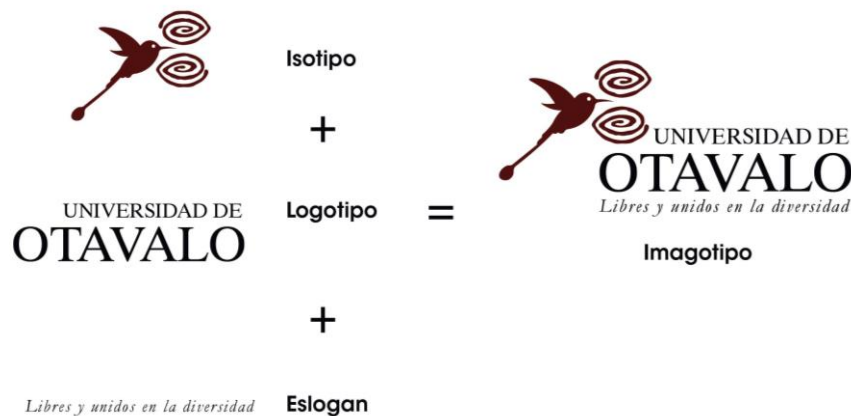 Isotipo
+
UNIVERSIDAD DE
OTAVALO
Logotipo
+
Libres y unidos en la diversidad
Eslogan
=
UNIVERSIDAD DE
OTAVALO
Libres y unidos en la diversidad
Imagotipo